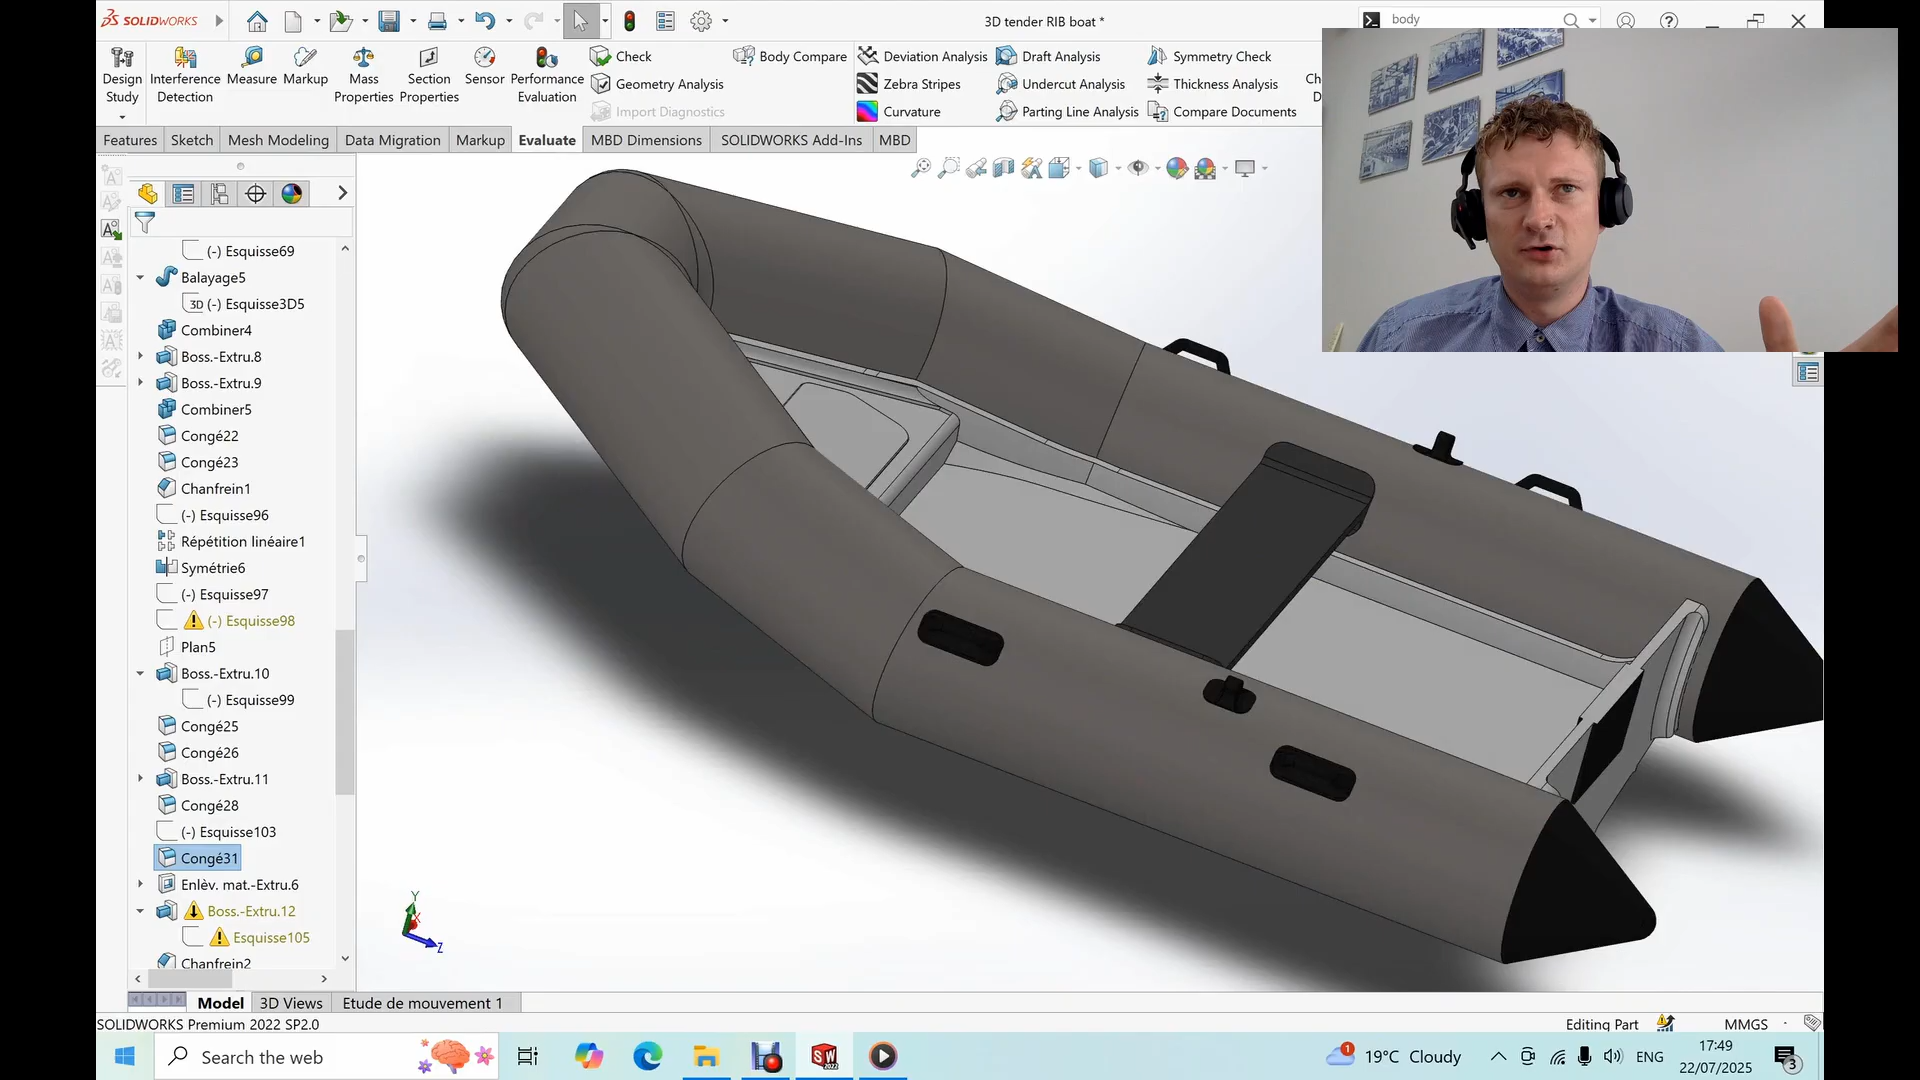 SOLIDWORKS
3D tender RIB boat *
body
Design Study
Interference Detection
Measure
Markup
Mass Properties
Section Properties
Sensor
Performance Evaluation
Check
Geometry Analysis
Import Diagnostics
Body Compare
Deviation Analysis
Zebra Stripes
Curvature
Draft Analysis
Undercut Analysis
Parting Line Analysis
Symmetry Check
Thickness Analysis
Compare Documents
Features
Sketch
Mesh Modeling
Data Migration
Markup
Evaluate
MBD Dimensions
SOLIDWORKS Add-Ins
MBD
(-) Esquisse69
Balayage5
3D (-) Esquisse3D5
Combiner4
Boss.-Extru.8
Boss.-Extru.9
Combiner5
Congé22
Congé23
Chanfrein1
(-) Esquisse96
Répétition linéaire1
Symétrie6
(-) Esquisse97
(-) Esquisse98
Plan5
Boss.-Extru.10
(-) Esquisse99
Congé25
Congé26
Boss.-Extru.11
Congé28
(-) Esquisse103
Congé31
Enlèv. mat.-Extru.6
Boss.-Extru.12
Esquisse105
Chanfrein2
Y
X
Z
Model
3D Views
Etude de mouvement 1
SOLIDWORKS Premium 2022 SP2.0
Editing Part
MMGS
Search the web
SW
2022
1
19°C Cloudy
ENG
17:49
22/07/2025
3